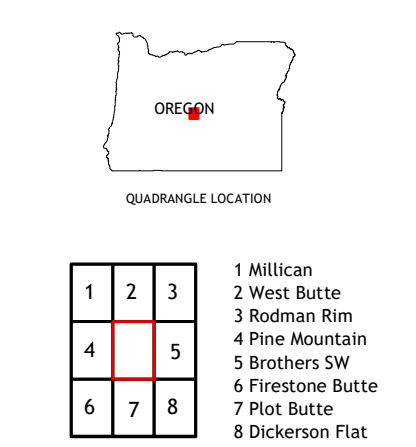 OREGON
QUADRANGLE LOCATION
1 2 3
4 5
6 7 8
1 Millican
2 West Butte
3 Rodman Rim
4 Pine Mountain
5 Brothers SW
6 Firestone Butte
7 Plot Butte
8 Dickerson Flat